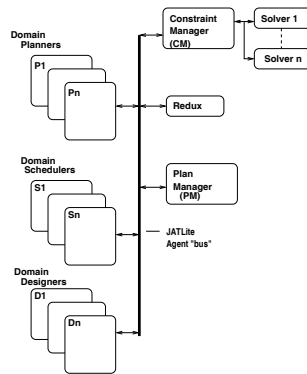 Domain
Planners
P1
Pn
Constraint
Manager
(CM)
Solver 1
Solver n
Redux
Domain
Schedulers
S1
Sn
Plan
Manager
(PM)
JATLite
Agent "bus"
Domain
Designers
D1
Dn